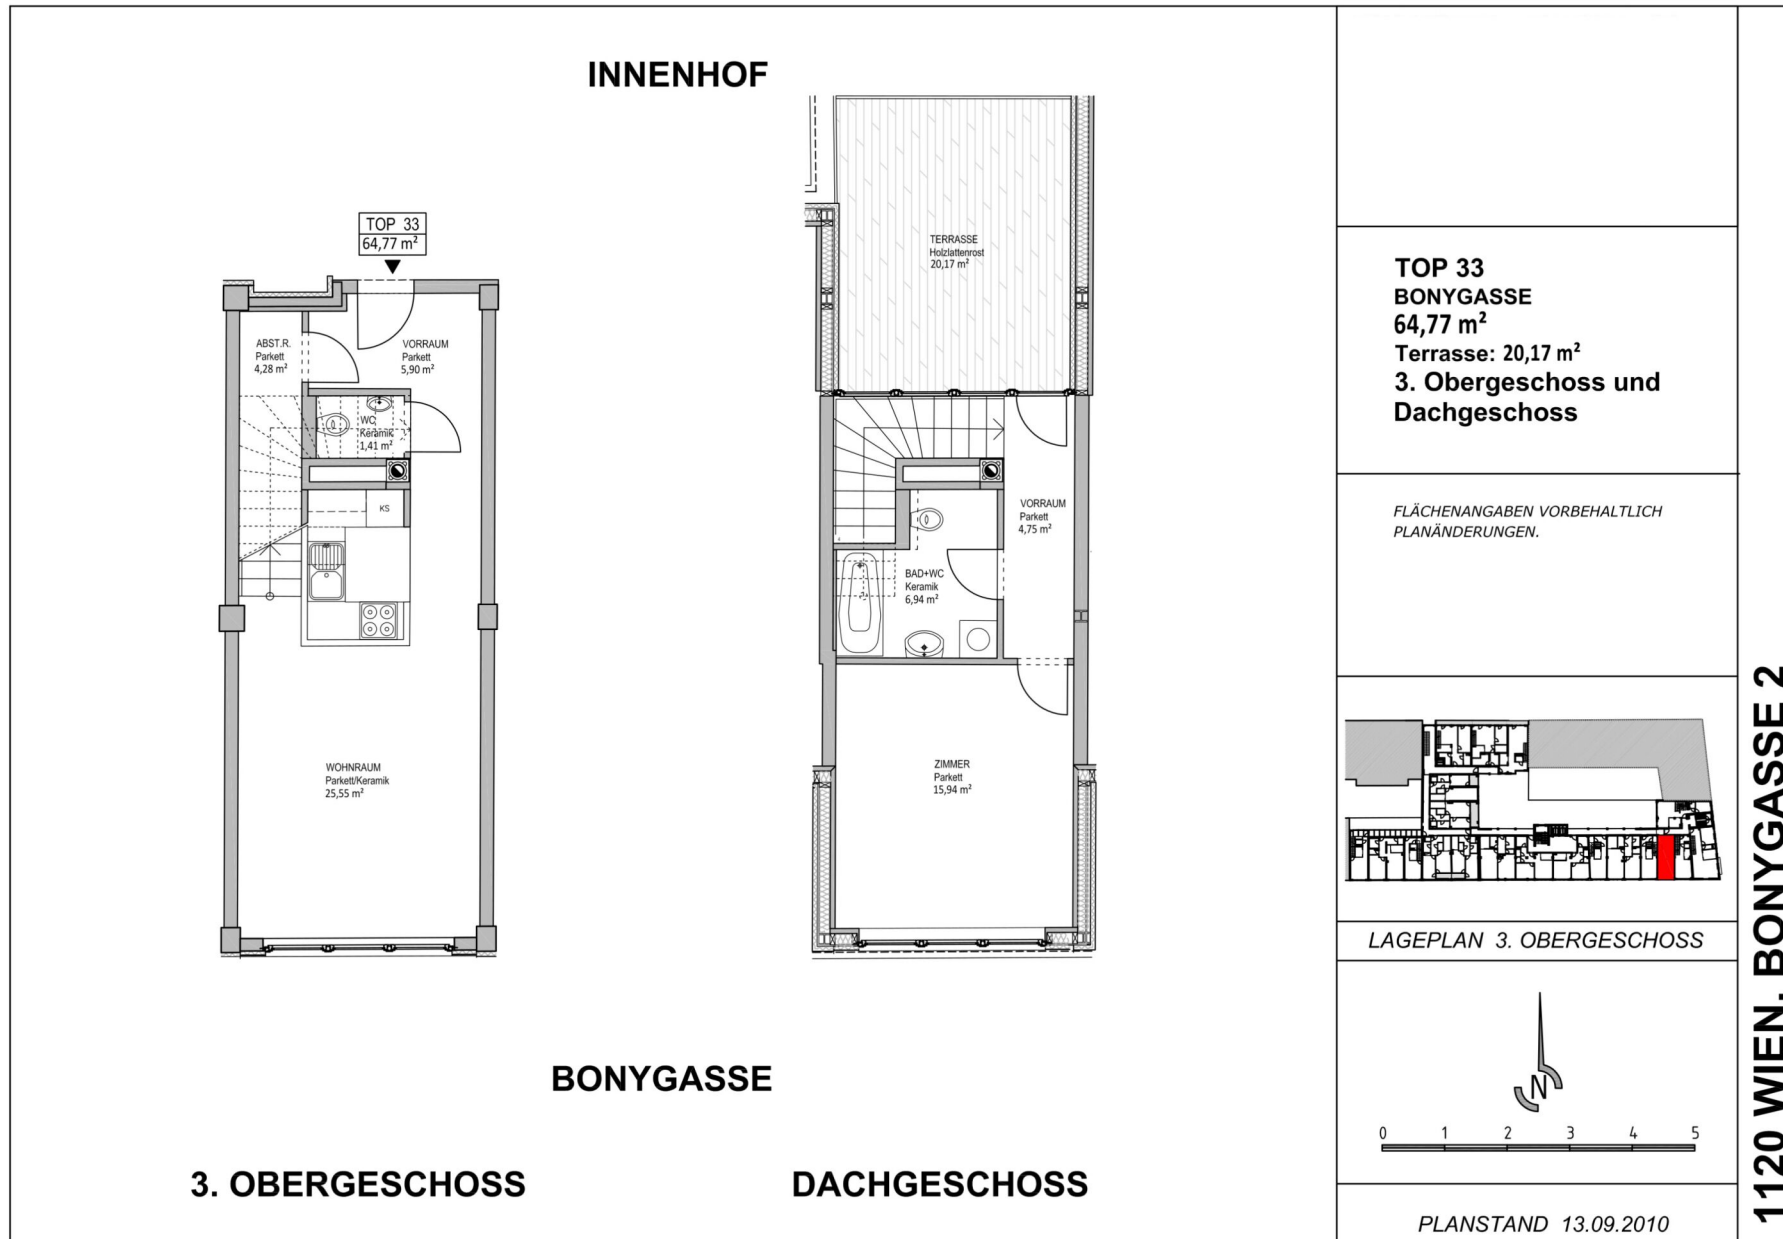 INNENHOF
TOP 33
64,77 m²
ABST.R.
Parkett
4,28 m²
VORRAUM
Parkett
5,90 m²
WC
Keramik
1,41 m²
KS
WOHNRAUM
Parkett/Keramik
25,55 m²
TERRASSE
Holzlattenrost
20,17 m²
VORRAUM
Parkett
4,75 m²
BAD+WC
Keramik
6,94 m²
ZIMMER
Parkett
15,94 m²
BONYGASSE
3. OBERGESCHOSS
DACHGESCHOSS
TOP 33
BONYGASSE
64,77 m²
Terrasse: 20,17 m²
3. Obergeschoss und
Dachgeschoss
FLÄCHENANGABEN VORBEHALTLICH
PLANÄNDERUNGEN.
LAGEPLAN 3. OBERGESCHOSS
N
0 1 2 3 4 5
PLANSTAND 13.09.2010
1120 WIEN, BONYGASSE 2